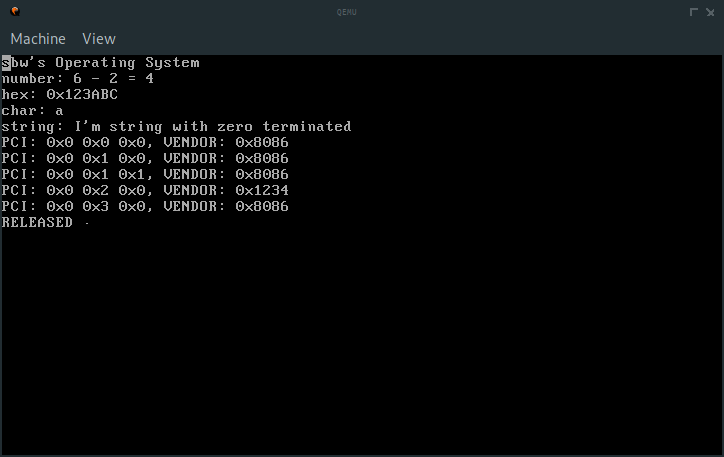 QEMU
Machine View
sbw's Operating System
number: 6 - 2 = 4
hex: 0x123ABC
char: a
string: I'm string with zero terminated
PCI: 0x0 0x0 0x0, VENDOR: 0x8086
PCI: 0x0 0x1 0x0, VENDOR: 0x8086
PCI: 0x0 0x1 0x1, VENDOR: 0x8086
PCI: 0x0 0x2 0x0, VENDOR: 0x1234
PCI: 0x0 0x3 0x0, VENDOR: 0x8086
RELEASED